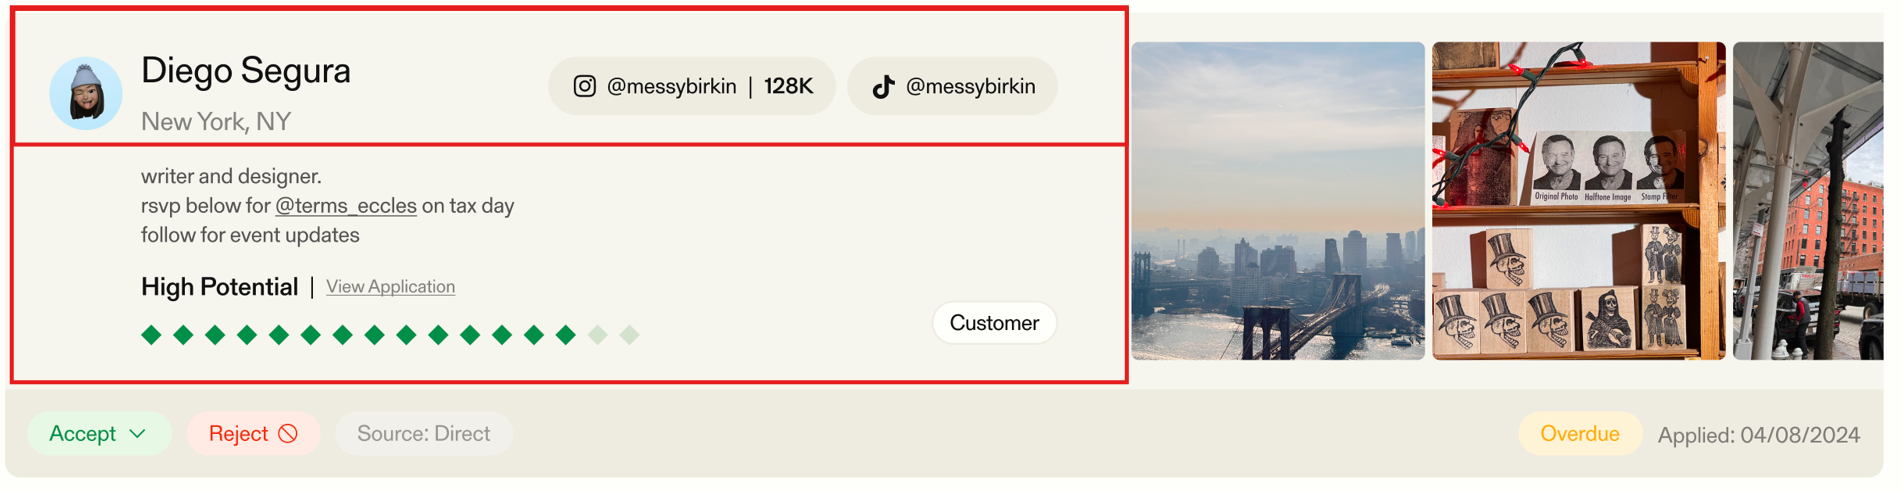 Diego Segura
New York, NY
@messybirkin | 128K
@messybirkin
writer and designer.
rsvp below for @terms_eccles on tax day
follow for event updates
High Potential | View Application
Customer
Original Photo Halftone Image Stamp Filter
Accept
Reject
Source: Direct
Overdue
Applied: 04/08/2024